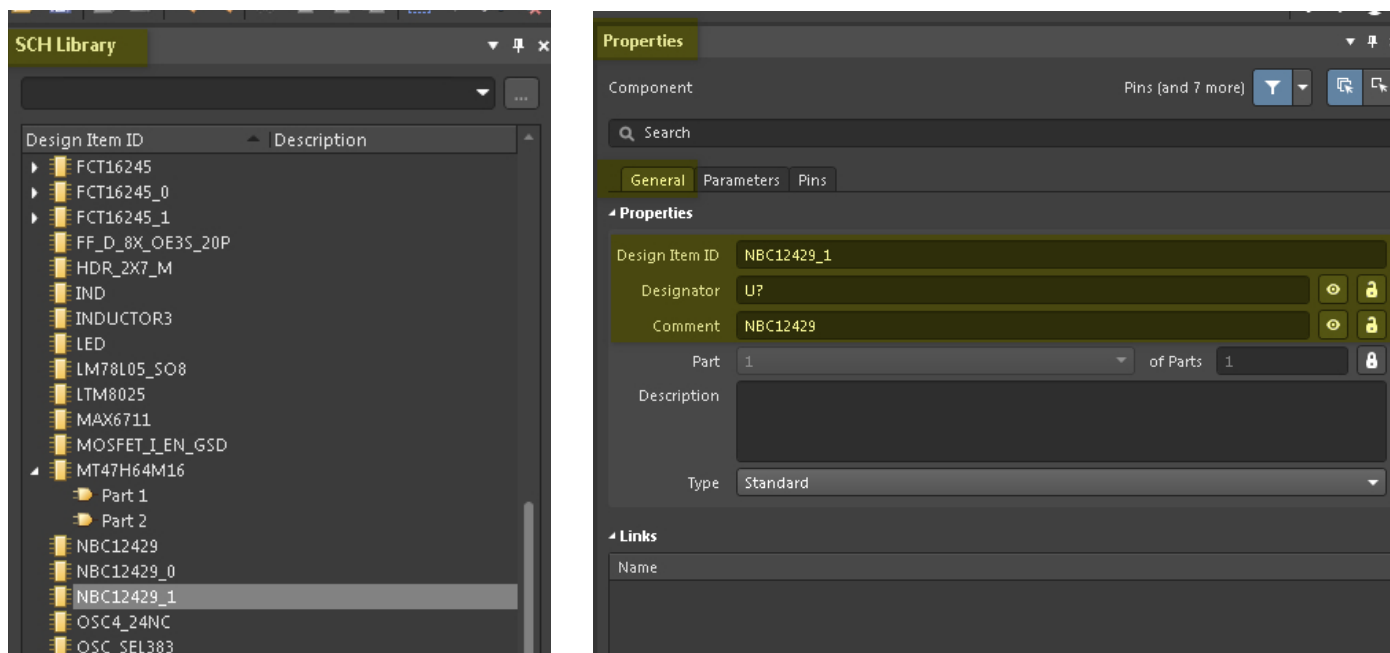 SCH Library
...
Design Item ID Description
FCT16245
FCT16245_0
FCT16245_1
FF_D_8X_OE3S_20P
HDR_2X7_M
IND
INDUCTOR3
LED
LM78L05_SO8
LTM8025
MAX6711
MOSFET_I_EN_GSD
MT47H64M16
Part 1
Part 2
NBC12429
NBC12429_0
NBC12429_1
OSC4_24NC
OSC_SEL383
Properties
Component Pins (and 7 more)
Search
General Parameters Pins
Properties
Design Item ID NBC12429_1
Designator U?
Comment NBC12429
Part 1 of Parts 1
Description
Type Standard
Links
Name